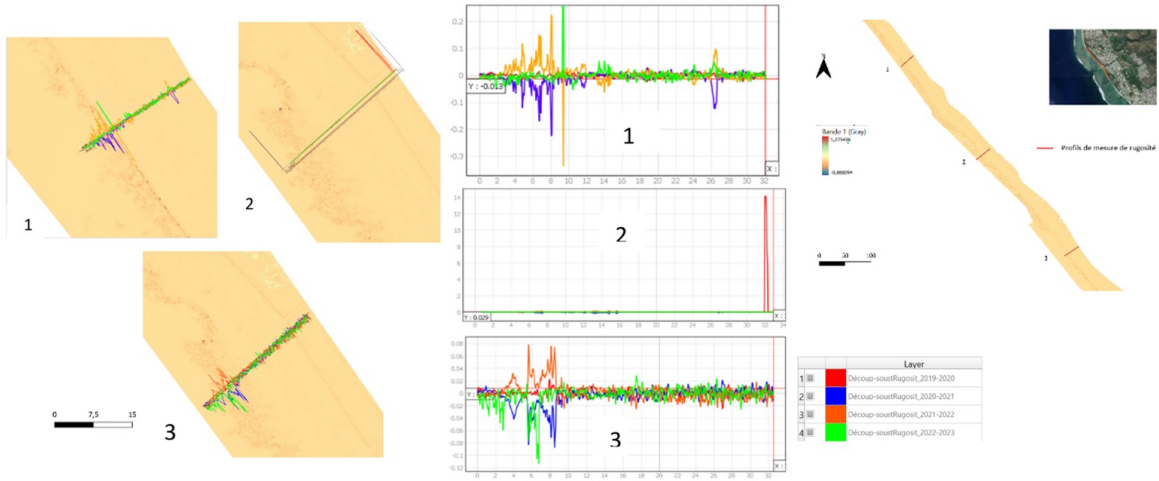 1
2
3
0 7,5 15
0.2
0.1
0
Y : -0.013
-0.1
-0.2
-0.3
1
X :
0 2 4 6 8 10 12 14 16 18 20 22 24 26 28 30 32
14
12
10
8
6
4
2
0
2
Y : 0.029
X :
0 2 4 6 8 10 12 14 16 18 20 22 24 26 28 30 32 34
0.08
0.06
0.04
0.02
0
Y :
-0.02
-0.04
-0.06
-0.08
-0.1
-0.12
3
X :
0 2 4 6 8 10 12 14 16 18 20 22 24 26 28 30 32
N
1
2
3
Bande 1 (Gray)
0 50 100
Profils de mesure de rugosité
Layer
1 Découp-soustRugosit_2019-2020
2 Découp-soustRugosit_2020-2021
3 Découp-soustRugosit_2021-2022
4 Découp-soustRugosit_2022-2023